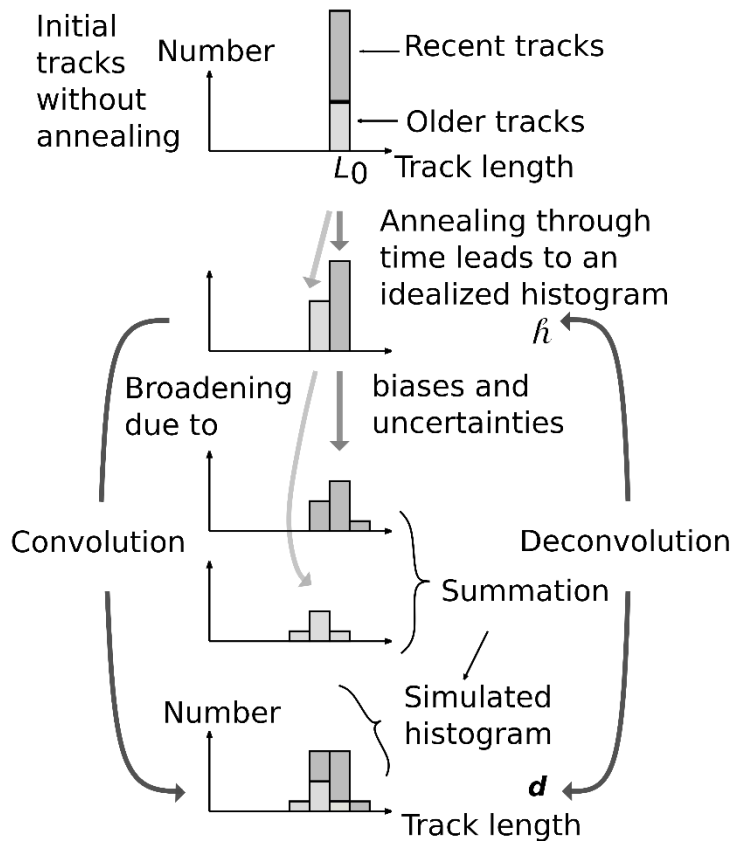 Initial
tracks
without
annealing
Number
Recent tracks
Older tracks
L0
Track length
Annealing through
time leads to an
idealized histogram
h
Broadening
due to
biases and
uncertainties
Convolution
Deconvolution
Summation
Simulated
histogram
Number
d
Track length